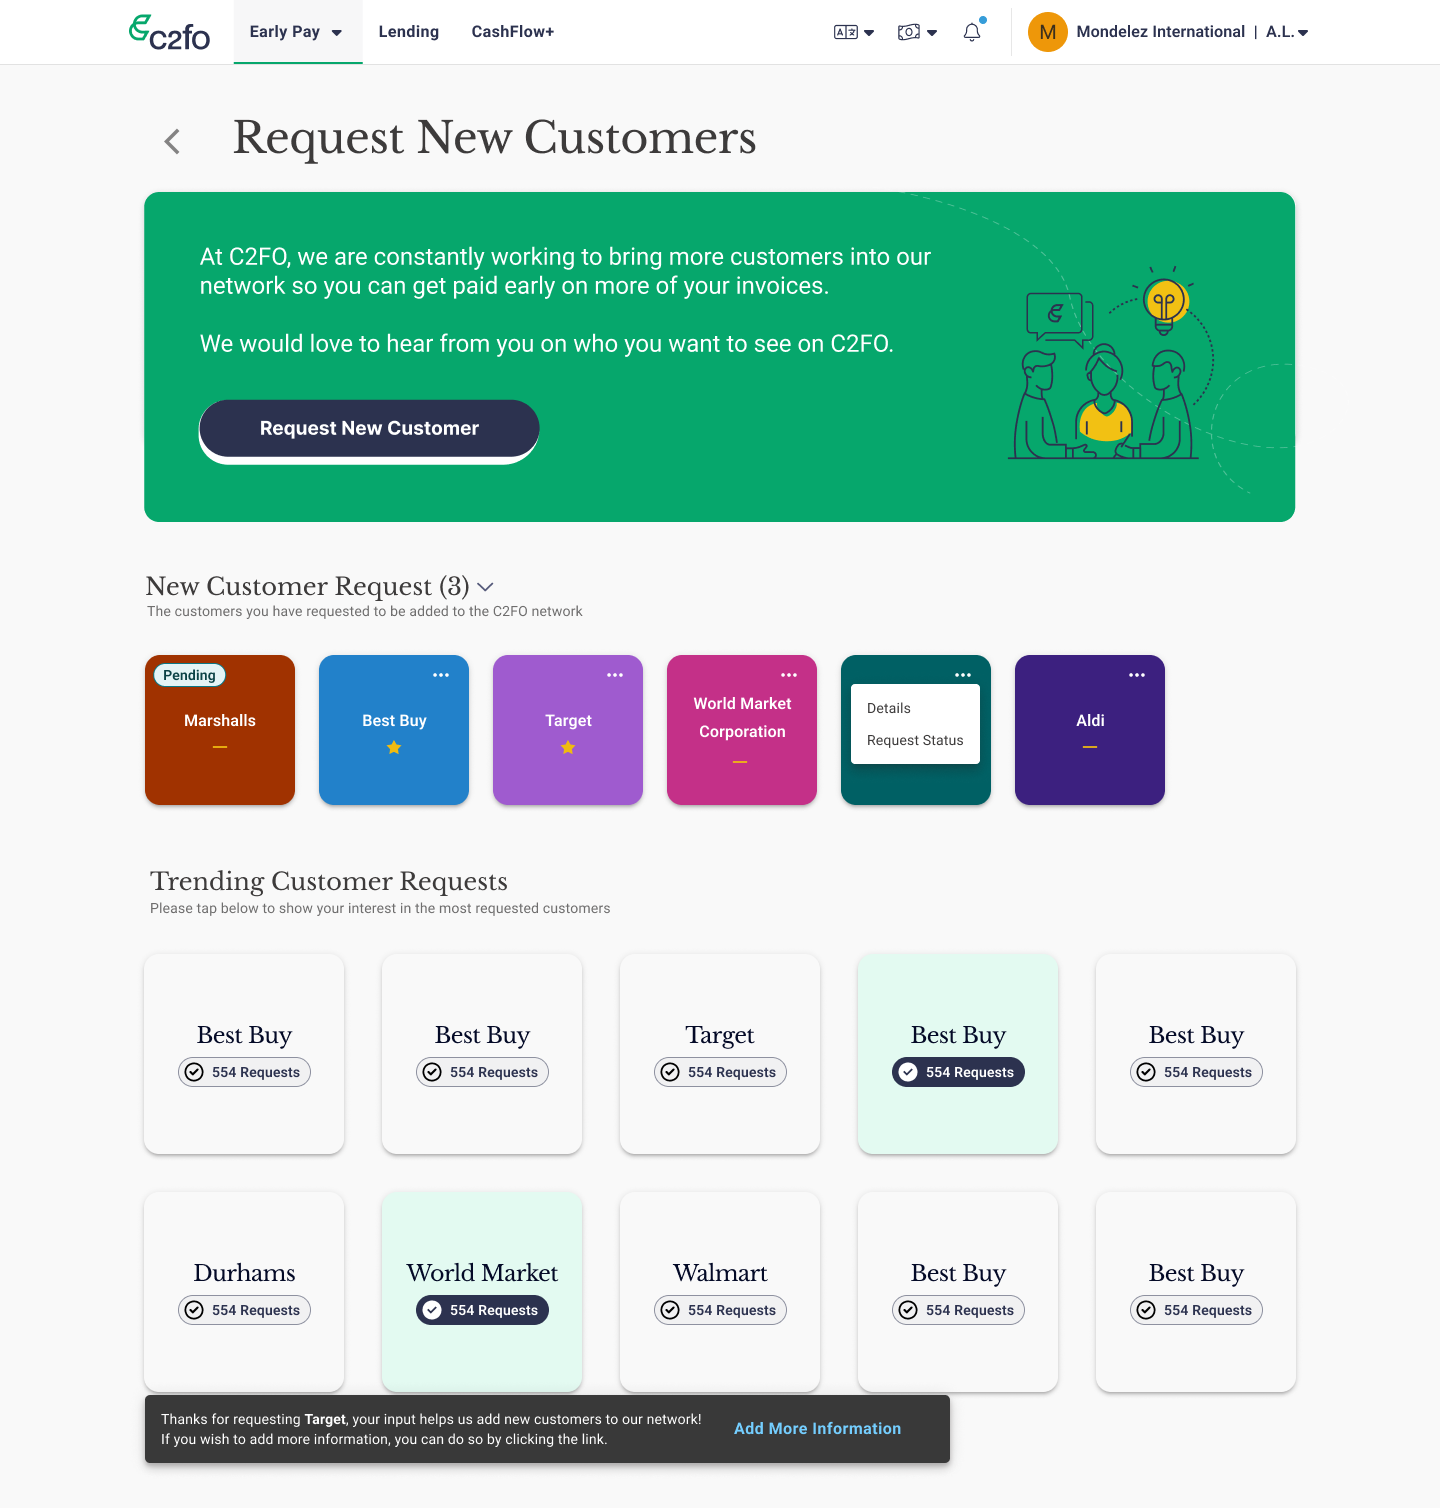 c2fo
Early Pay
Lending
CashFlow+
M
Mondelez International | A.L.
Request New Customers
At C2FO, we are constantly working to bring more customers into our
network so you can get paid early on more of your invoices.
We would love to hear from you on who you want to see on C2FO.
Request New Customer
New Customer Request (3)
The customers you have requested to be added to the C2FO network
Pending
Marshalls
Best Buy
Target
World Market
Corporation
Details
Request Status
Aldi
Trending Customer Requests
Please tap below to show your interest in the most requested customers
Best Buy
554 Requests
Best Buy
554 Requests
Target
554 Requests
Best Buy
554 Requests
Best Buy
554 Requests
Durhams
554 Requests
World Market
554 Requests
Walmart
554 Requests
Best Buy
554 Requests
Best Buy
554 Requests
Thanks for requesting Target, your input helps us add new customers to our network!
If you wish to add more information, you can do so by clicking the link.
Add More Information